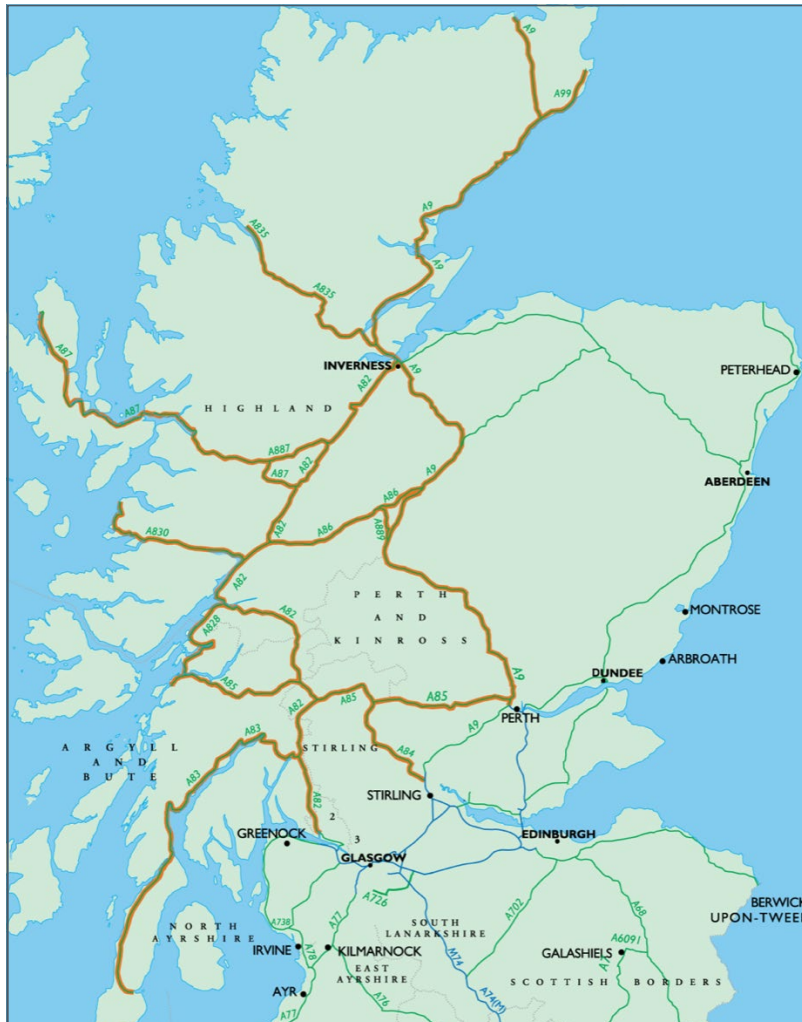 A9
A99
A9
A835
A9
A835
A87
INVERNESS
A9
A82
PETERHEAD
HIGHLAND
A87
A887
A82
A87
A9
ABERDEEN
A86
A82
A86
A889
A830
A82
PERTH
AND
KINROSS
A82
A828
MONTROSE
ARBROATH
A9
DUNDEE
A85
A85
A85
A82
PERTH
A83
A9
ARGYLL
AND
BUTE
STIRLING
A84
A83
A82
STIRLING
2
GREENOCK
3
EDINBURGH
GLASGOW
A726
A702
A68
BERWICK
UPON-TWEED
A738
A77
NORTH
AYRSHIRE
SOUTH
LANARKSHIRE
A6091
IRVINE
A78
KILMARNOCK
M74
GALASHIELS
A7
EAST
AYRSHIRE
SCOTTISH BORDERS
AYR
A76
A74(M)
A77